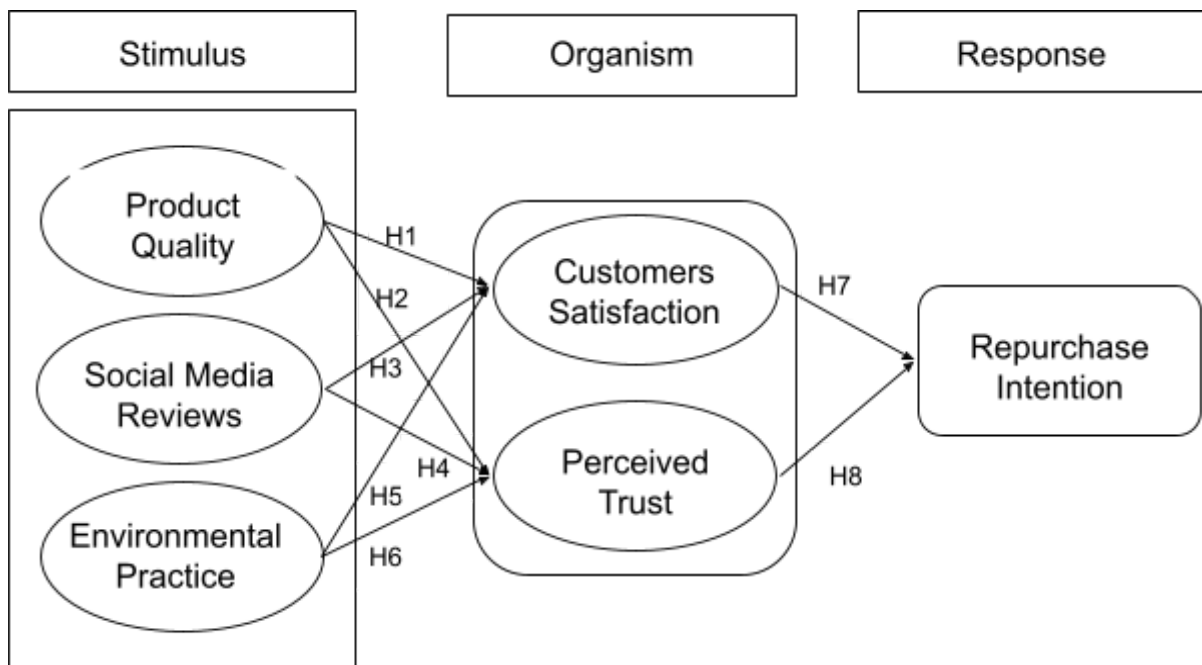 Stimulus
Organism
Response
Product
Quality
Social Media
Reviews
Environmental
Practice
H1
H2
H3
H4
H5
H6
Customers
Satisfaction
Perceived
Trust
H7
H8
Repurchase
Intention